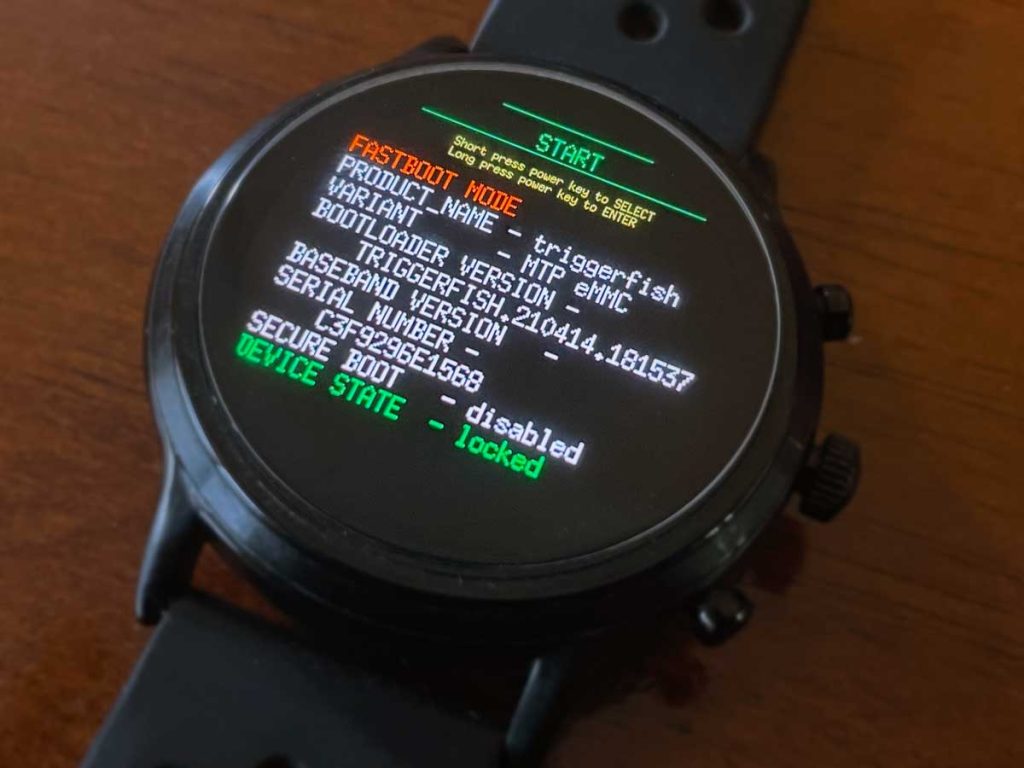 START
Short press power key to SELECT
Long press power key to ENTER
FASTBOOT MODE
PRODUCT_NAME - triggerfish
VARIANT - MTP eMMC
BOOTLOADER VERSION -
TRIGGERFISH.210414.181537
BASEBAND VERSION -
SERIAL NUMBER -
C3F9296E1568
SECURE BOOT - disabled
DEVICE STATE - locked